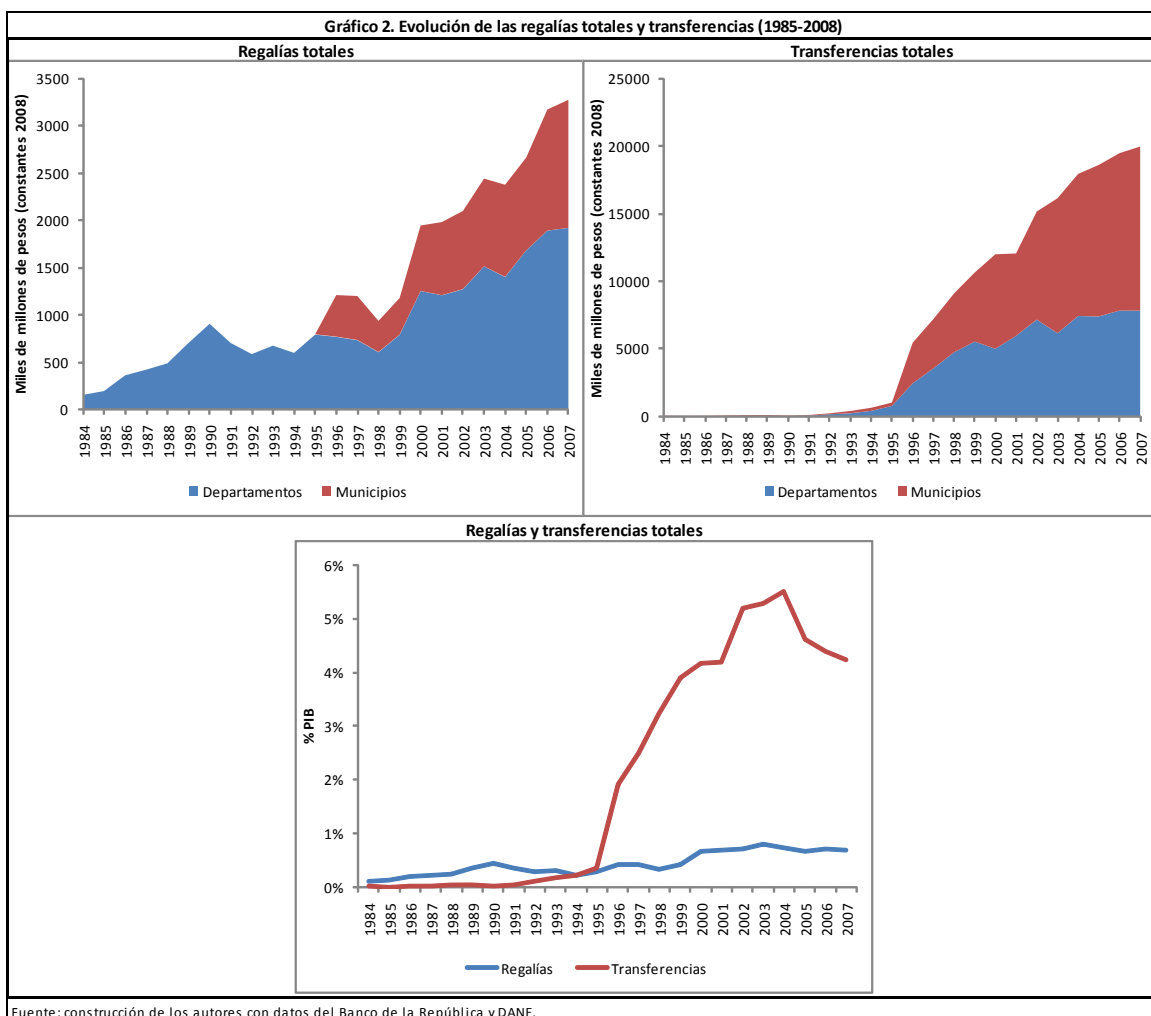 Gráfico 2. Evolución de las regalías totales y transferencias (1985-2008)
Regalías totales
Miles de millones de pesos (constantes 2008)
3500
3000
2500
2000
1500
1000
500
0
1984 1985 1986 1987 1988 1989 1990 1991 1992 1993 1994 1995 1996 1997 1998 1999 2000 2001 2002 2003 2004 2005 2006 2007
Departamentos Municipios
Transferencias totales
Miles de millones de pesos (constantes 2008)
25000
20000
15000
10000
5000
0
1984 1985 1986 1987 1988 1989 1990 1991 1992 1993 1994 1995 1996 1997 1998 1999 2000 2001 2002 2003 2004 2005 2006 2007
Departamentos Municipios
Regalías y transferencias totales
% PIB
6%
5%
4%
3%
2%
1%
0%
1984 1985 1986 1987 1988 1989 1990 1991 1992 1993 1994 1995 1996 1997 1998 1999 2000 2001 2002 2003 2004 2005 2006 2007
Regalías Transferencias
Fuente: construcción de los autores con datos del Banco de la República y DANE.